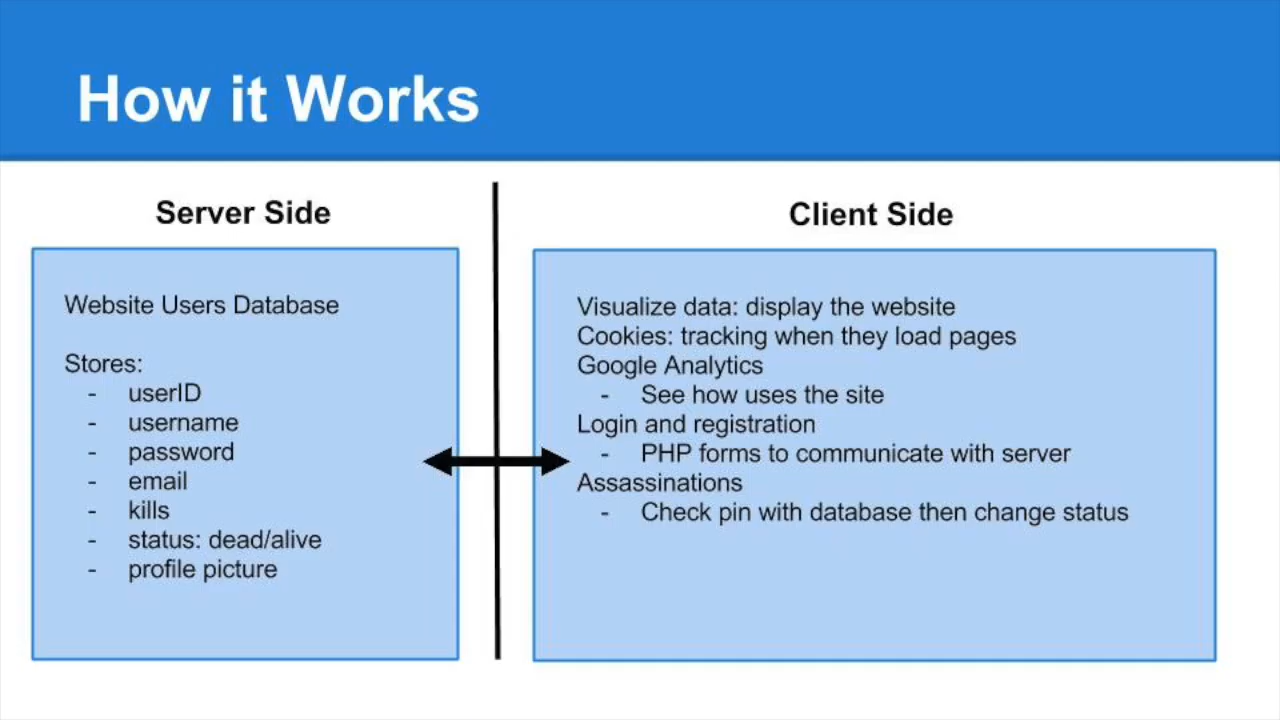 How it Works
Server Side
Website Users Database
Stores:
- userID
- username
- password
- email
- kills
- status: dead/alive
- profile picture
Client Side
Visualize data: display the website
Cookies: tracking when they load pages
Google Analytics
- See how uses the site
Login and registration
- PHP forms to communicate with server
Assassinations
- Check pin with database then change status